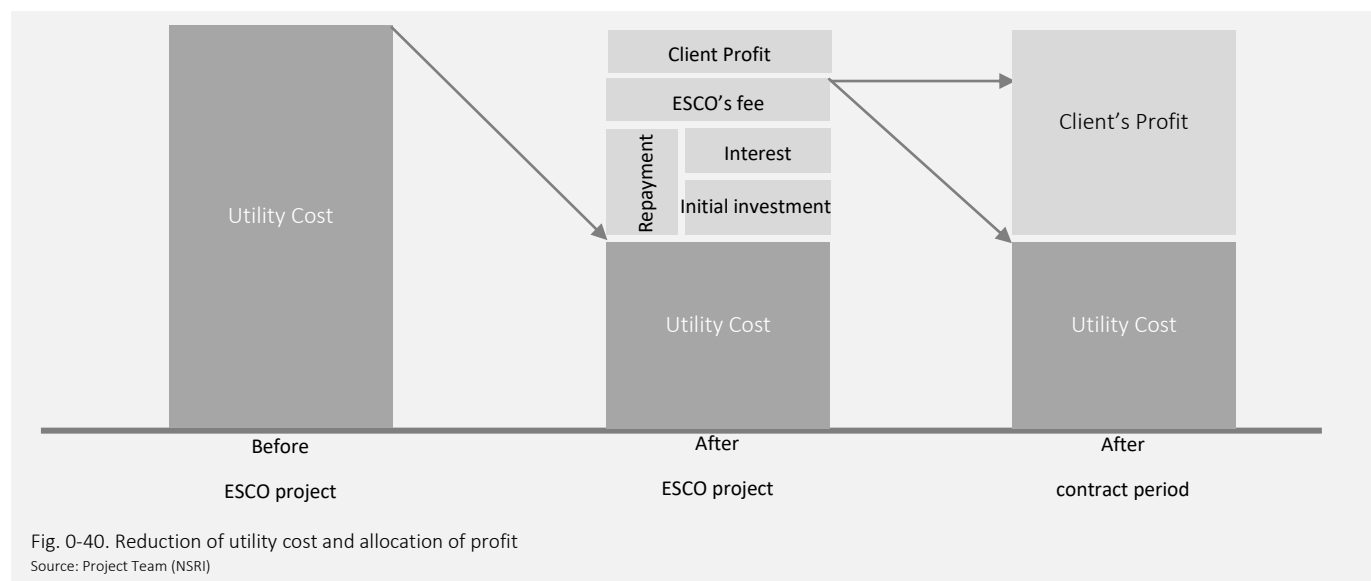 Utility Cost
Client Profit
ESCO’s fee
Repayment
Interest
Initial investment
Utility Cost
Client’s Profit
Utility Cost
Before
ESCO project
After
ESCO project
After
contract period
Fig. 0-40. Reduction of utility cost and allocation of profit
Source: Project Team (NSRI)